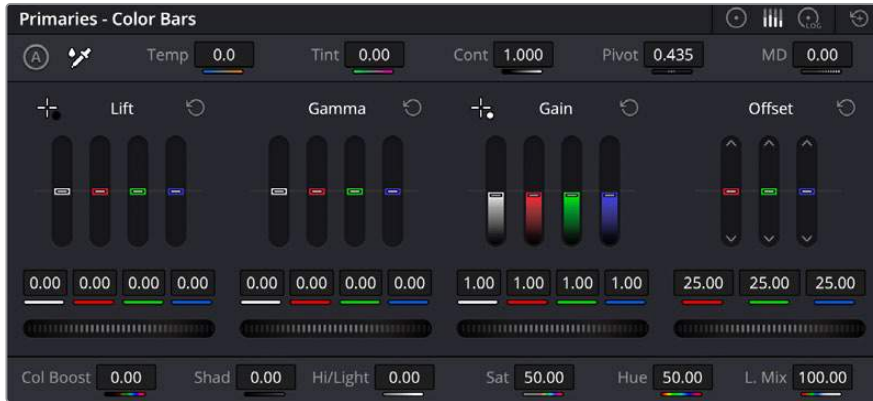 Primaries - Color Bars
LOG
A Temp 0.0 Tint 0.00 Cont 1.000 Pivot 0.435 MD 0.00
Lift Gamma Gain Offset
0.00 0.00 0.00 0.00 0.00 0.00 0.00 0.00 1.00 1.00 1.00 1.00 25.00 25.00 25.00
Col Boost 0.00 Shad 0.00 Hi/Light 0.00 Sat 50.00 Hue 50.00 L. Mix 100.00